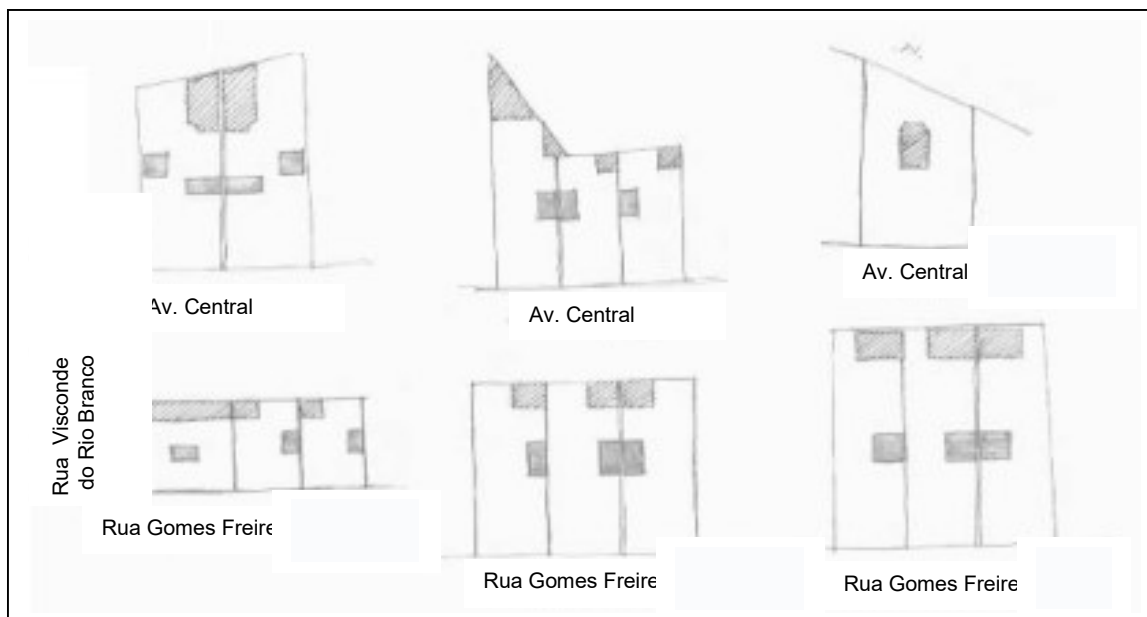 Av. Central
Av. Central
Av. Central
Rua Visconde
do Rio Branco
Rua Gomes Freire
Rua Gomes Freire
Rua Gomes Freire